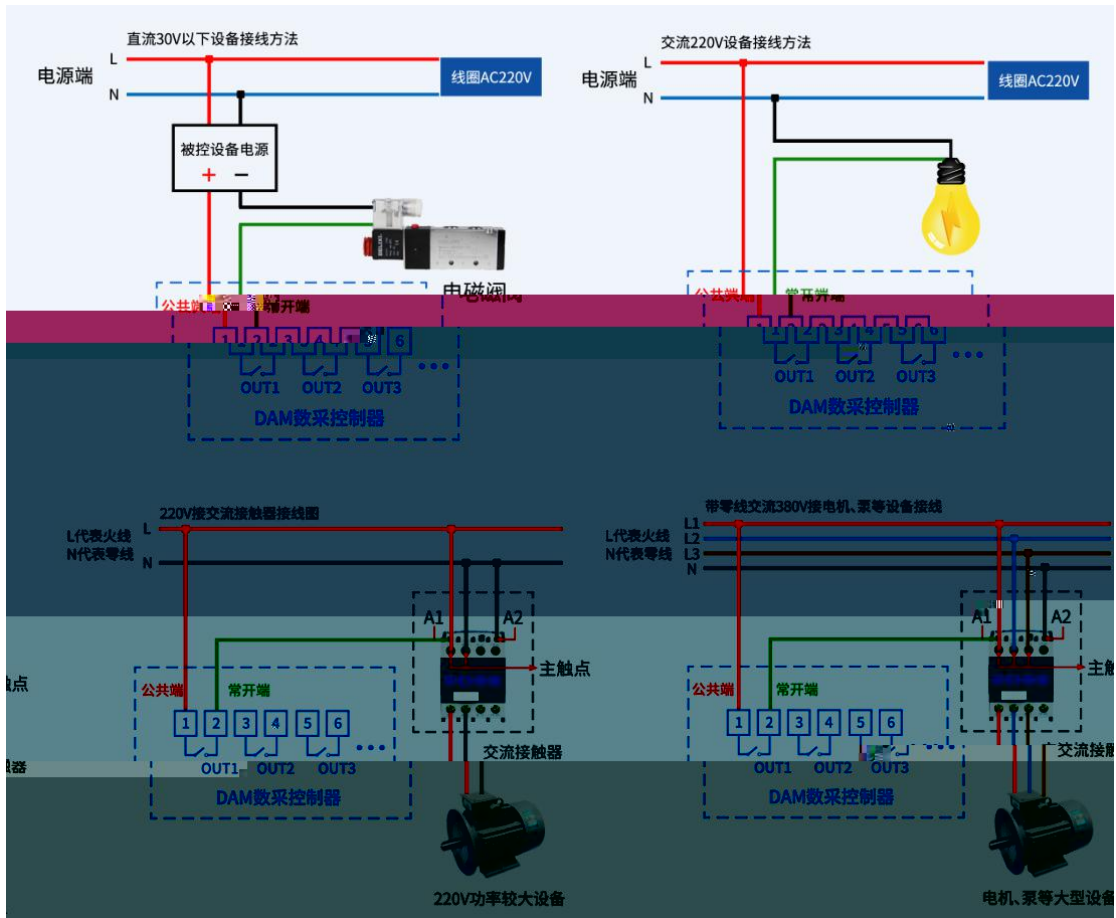 直流30V以下设备接线方法
L
电源端
线圈AC220V
N
被控设备电源
+ −
电磁阀
公共端
1 2 3 4 6
OUT1 OUT2 OUT3
DAM数采控制器
交流220V设备接线方法
L
电源端
线圈AC220V
N
公共端 常开端
1 2 3 4 5 6
OUT1 OUT2 OUT3
DAM数采控制器
220V接交流接触器接线图
L
L代表火线
N代表零线
N
A1 A2
主触点
公共端 常开端
1 2 3 4 5 6
交流接触器
OUT1 OUT2 OUT3
DAM数采控制器
220V功率较大设备
带零线交流380V接电机、泵等设备接线
L1
L代表火线
L2
N代表零线
L3
N
A1 A2
主触
公共端 常开端
1 2 3 4 5 6
交流接触
OUT1 OUT2 OUT3
DAM数采控制器
电机、泵等大型设备
触点
触器